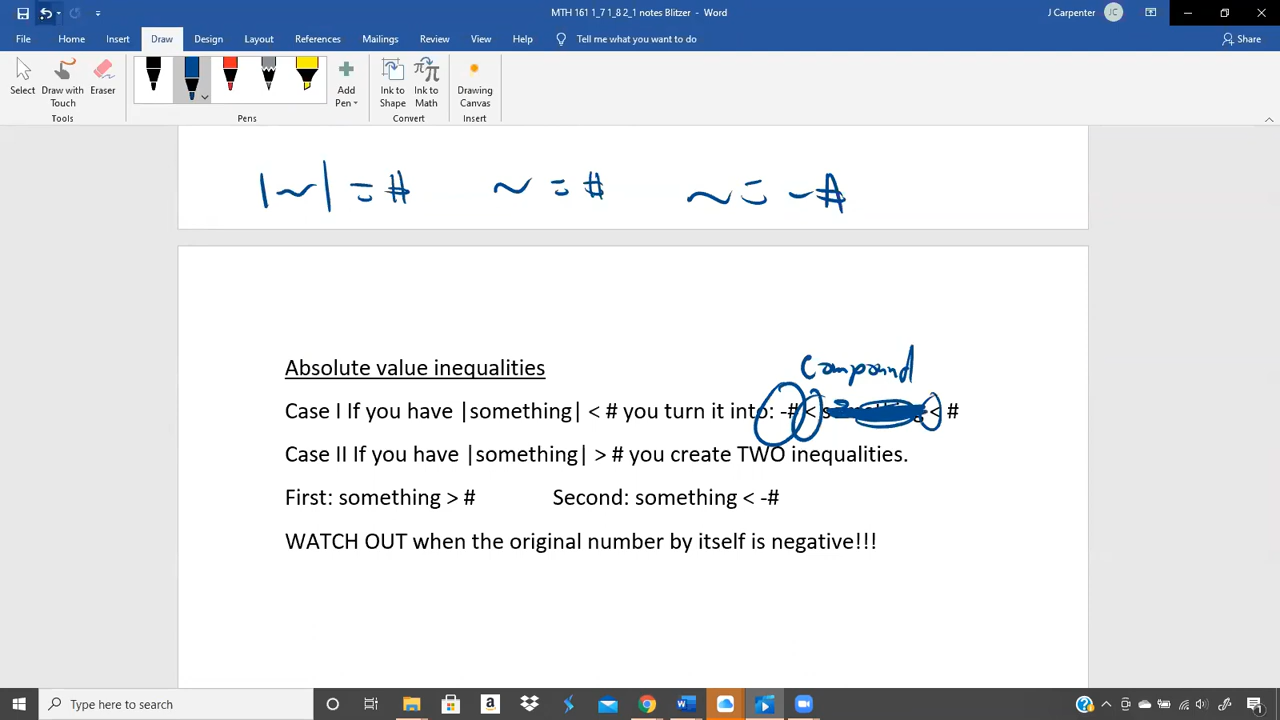 MTH 161 1_7 1_8 2_1 notes Blitzer - Word
J Carpenter JC
File Home Insert Draw Design Layout References Mailings Review View Help Tell me what you want to do Share
Select Draw with Touch Eraser Add Pen Ink to Shape Ink to Math Drawing Canvas
Tools Pens Convert Insert
|~| = # ~ = # ~ = -#
Compound
Absolute value inequalities
Case I If you have |something| < # you turn it into: -# < something < #
Case II If you have |something| > # you create TWO inequalities.
First: something > # Second: something < -#
WATCH OUT when the original number by itself is negative!!!
Type here to search